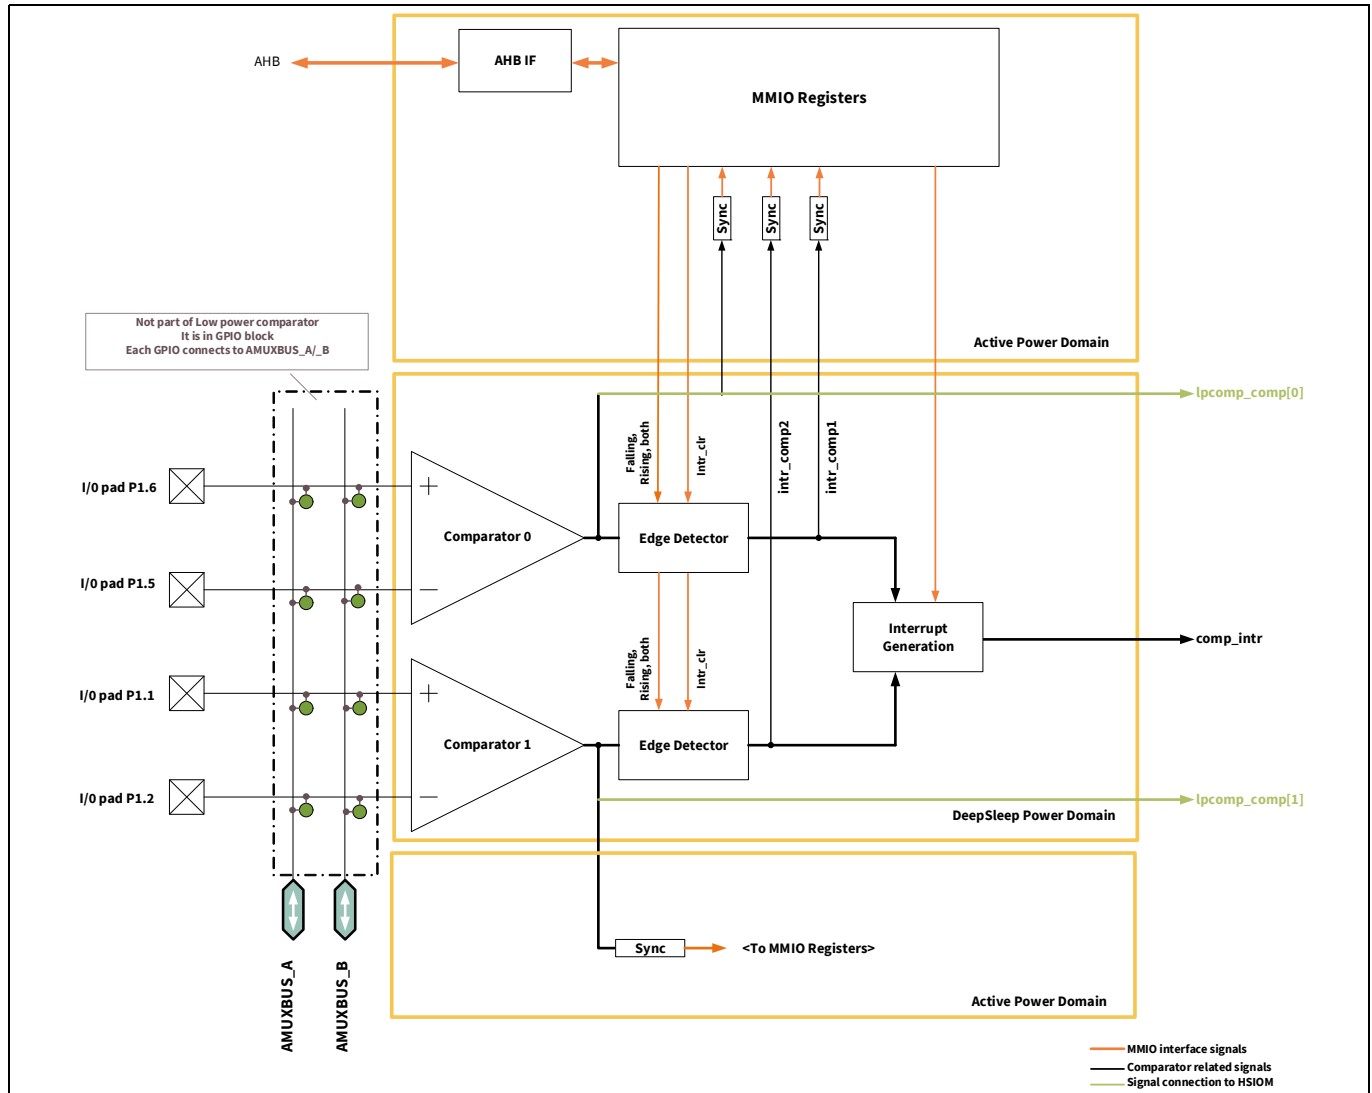 AHB
AHB IF
MMIO Registers
Sync
Sync
Sync
Active Power Domain
Not part of Low power comparator
It is in GPIO block
Each GPIO connects to AMUXBUS_A/_B
lpcomp_comp[0]
Falling,
Rising, both
Intr_clr
intr_comp2
intr_comp1
I/0 pad P1.6
+
Comparator 0
Edge Detector
I/0 pad P1.5
−
Interrupt
Generation
comp_intr
Falling,
Rising, both
Intr_clr
I/0 pad P1.1
+
Comparator 1
Edge Detector
I/0 pad P1.2
−
lpcomp_comp[1]
DeepSleep Power Domain
AMUXBUS_A
AMUXBUS_B
Sync
<To MMIO Registers>
Active Power Domain
MMIO interface signals
Comparator related signals
Signal connection to HSIOM